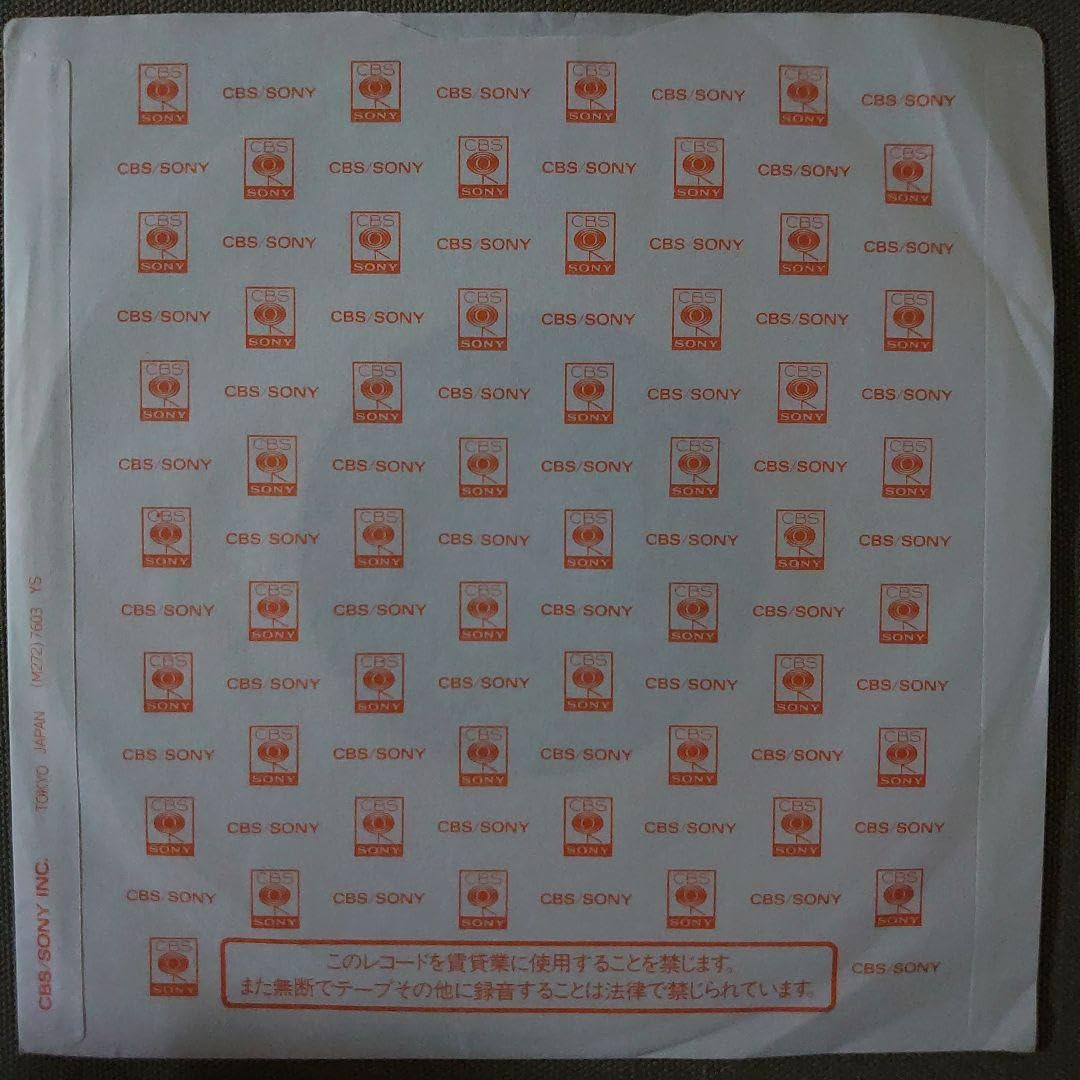 CBS SONY CBS/SONY CBS SONY CBS/SONY CBS SONY CBS/SONY CBS SONY CBS/SONY
CBS/SONY CBS SONY CBS/SONY CBS SONY CBS/SONY CBS SONY CBS/SONY CBS SONY
CBS SONY CBS/SONY CBS SONY CBS/SONY CBS SONY CBS/SONY CBS SONY CBS/SONY
CBS/SONY CBS SONY CBS/SONY CBS SONY CBS/SONY CBS SONY CBS/SONY CBS SONY
CBS SONY CBS/SONY CBS SONY CBS/SONY CBS SONY CBS/SONY CBS SONY CBS/SONY
CBS/SONY CBS SONY CBS/SONY CBS SONY CBS/SONY CBS SONY CBS/SONY CBS SONY
CBS SONY CBS/SONY CBS SONY CBS/SONY CBS SONY CBS/SONY CBS SONY CBS/SONY
CBS/SONY CBS SONY CBS/SONY CBS SONY CBS/SONY CBS SONY CBS/SONY CBS SONY
CBS SONY CBS/SONY CBS SONY CBS/SONY CBS SONY CBS/SONY CBS SONY CBS/SONY
CBS/SONY CBS SONY CBS/SONY CBS SONY CBS/SONY CBS SONY CBS/SONY CBS SONY
CBS SONY CBS/SONY CBS SONY CBS/SONY CBS SONY CBS/SONY CBS SONY CBS/SONY
CBS/SONY CBS SONY CBS/SONY CBS SONY CBS/SONY CBS SONY CBS/SONY CBS SONY
CBS SONY
このレコードを賃貸業に使用することを禁じます。
また無断でテープその他に録音することは法律で禁じられています。
CBS/SONY
CBS/SONY INC. TOKYO JAPAN (M272) 7603 YS